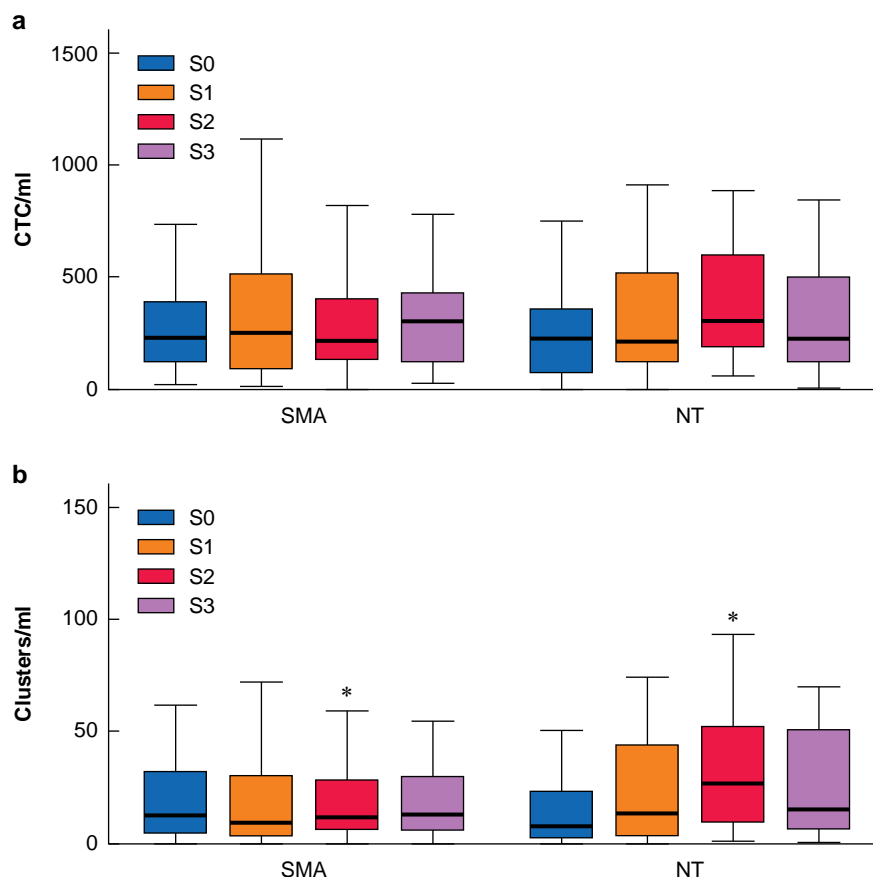 a
1500
1000
500
0
CTC/ml
S0
S1
S2
S3
SMA
NT
b
150
100
50
0
Clusters/ml
S0
S1
S2
S3
*
*
SMA
NT